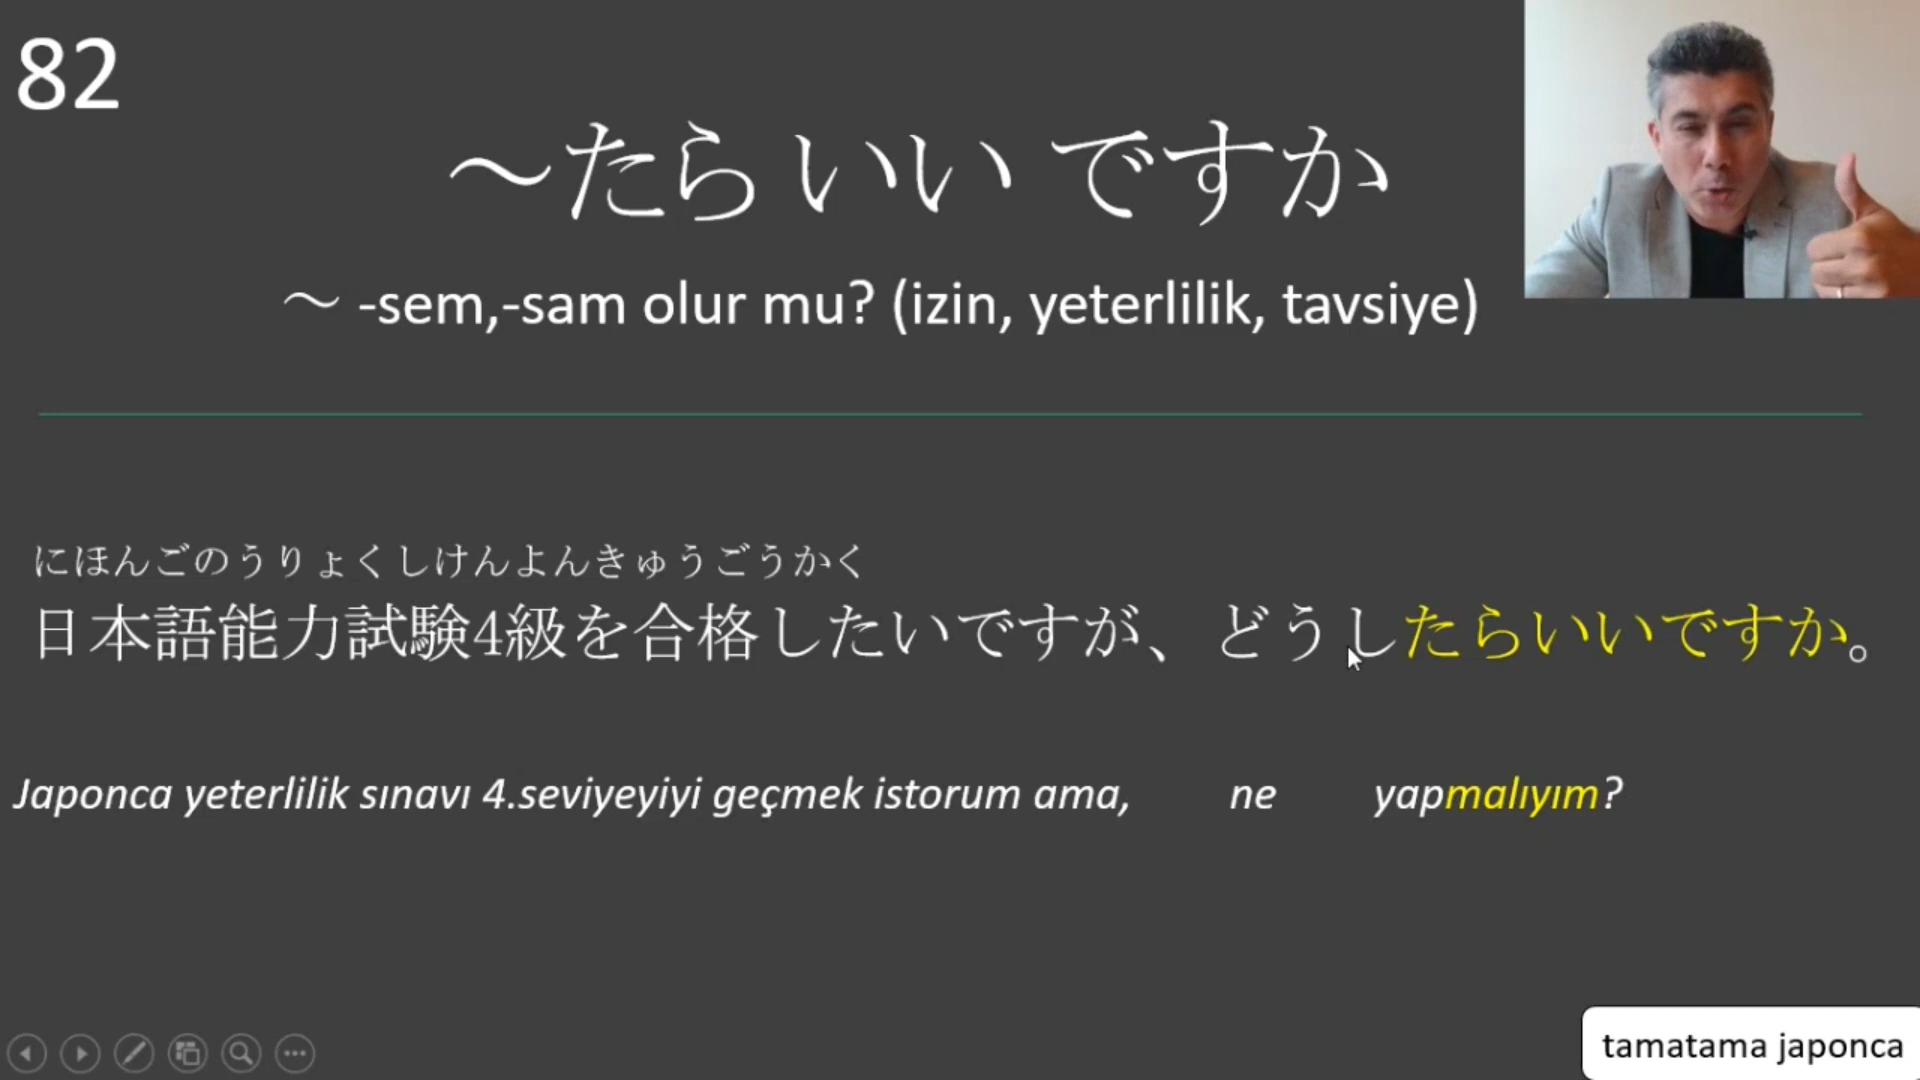 82
～たら いい ですか
～ -sem,-sam olur mu? (izin, yeterlilik, tavsiye)
にほんごのうりょくしけんよんきゅうごうかく
日本語能力試験4級を合格したいですが、どうしたらいいですか。
Japonca yeterlilik sınavı 4.seviyeyiyi geçmek istorum ama, ne yapmalıyım?
tamatama japonca